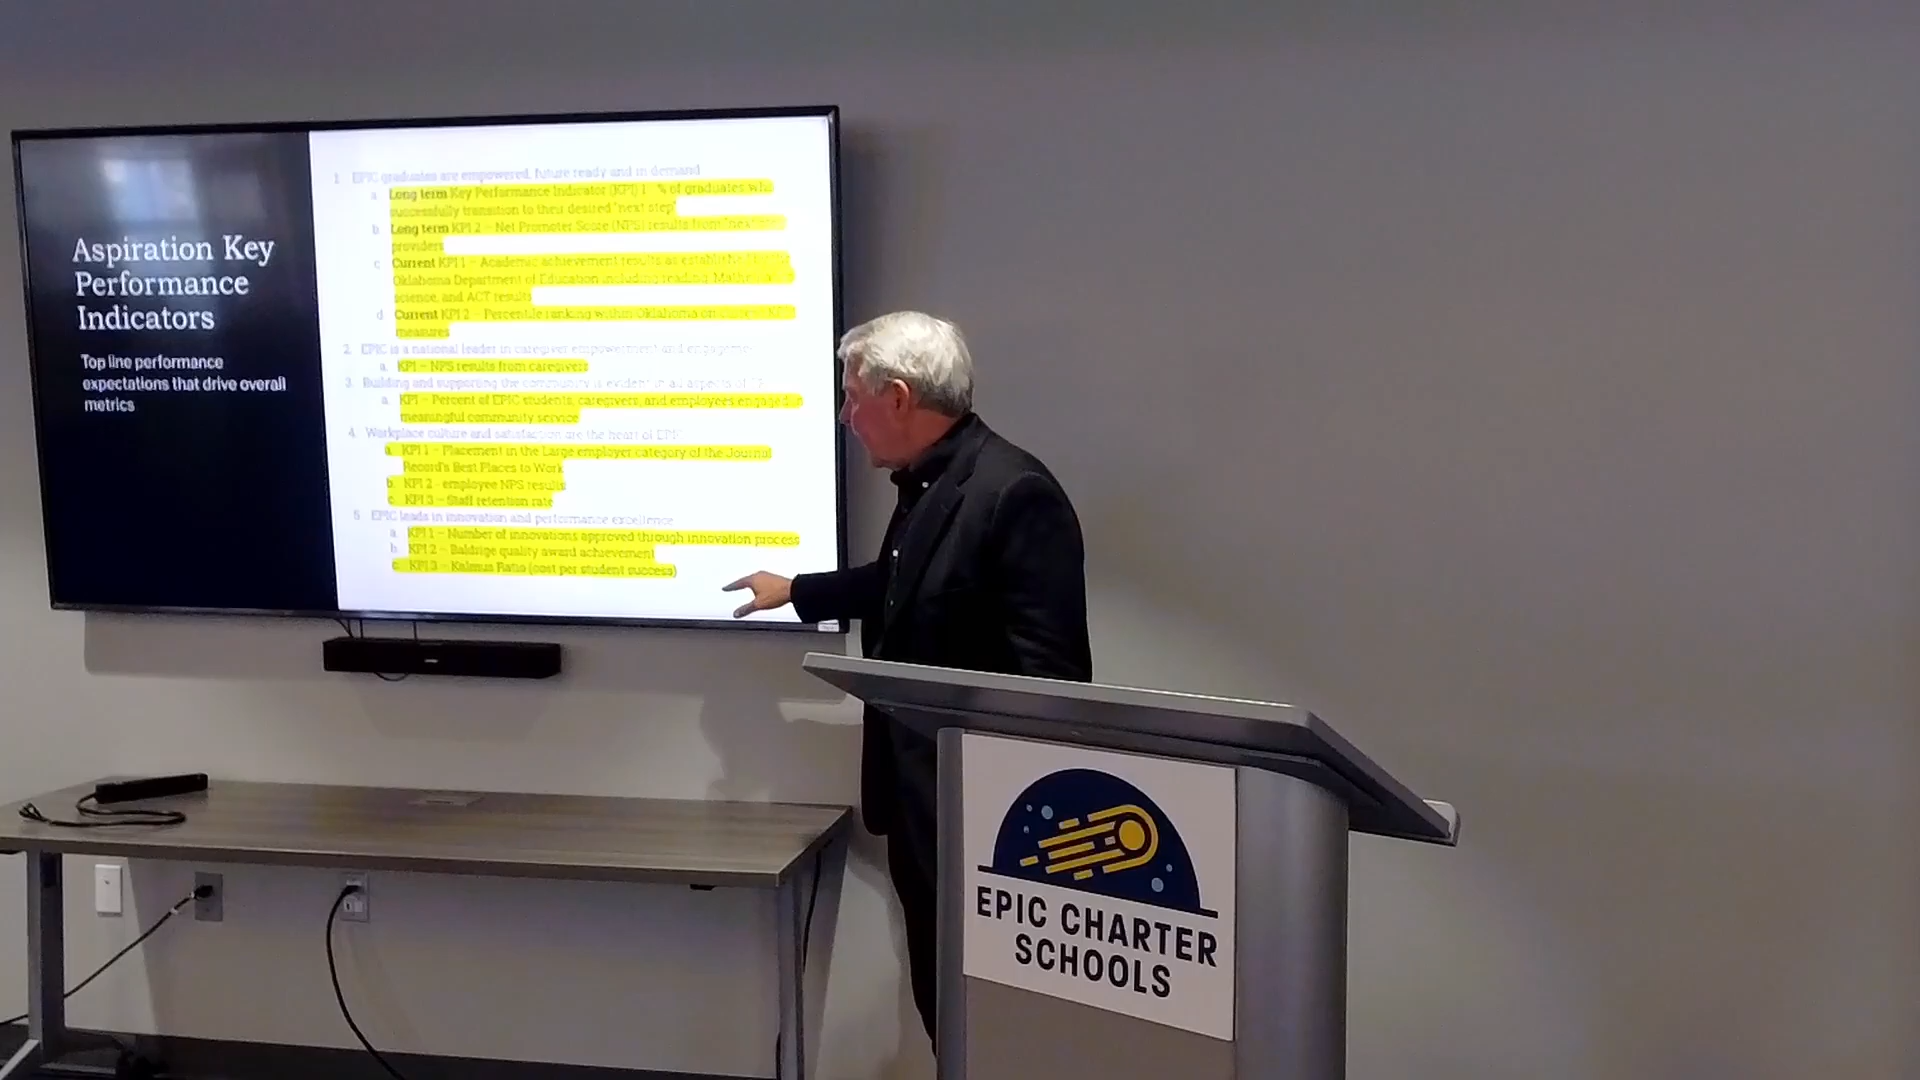 Aspiration Key
Performance
Indicators
Top line performance
expectations that drive overall
metrics
1. EPIC graduates are empowered, future ready and in demand
a. Long term Key Performance Indicator (KPI) 1 % of graduates who
successfully transition to their desired "next step"
b. Long term KPI 2 – Net Promoter Score (NPS) results from "next
providers
c. Current KPI 1 – Academic achievement results as established
Oklahoma Department of Education including reading,
science, and ACT results
d. Current KPI 2 – Percentile ranking within Oklahoma on
measures
2. EPIC is a national leader in caregiver empowerment and
a. KPI – NPS results from caregivers
3. Building and supporting the community is evident in all aspects of
a. KPI – Percent of EPIC students, caregivers, and employees engaged in
meaningful community service
4. Workplace culture and satisfaction are the heart of EPIC
a. KPI 1 – Placement in the Large employer category of the Journal
Record's Best Places to Work
b. KPI 2 - employee NPS results
c. KPI 3 – Staff retention rate
5. EPIC leads in innovation and performance excellence
a. KPI 1 – Number of innovations approved through innovation process
b. KPI 2 – Baldrige quality award achievement
c. KPI 3 – Kalmus Ratio (cost per student success)
EPIC CHARTER
SCHOOLS